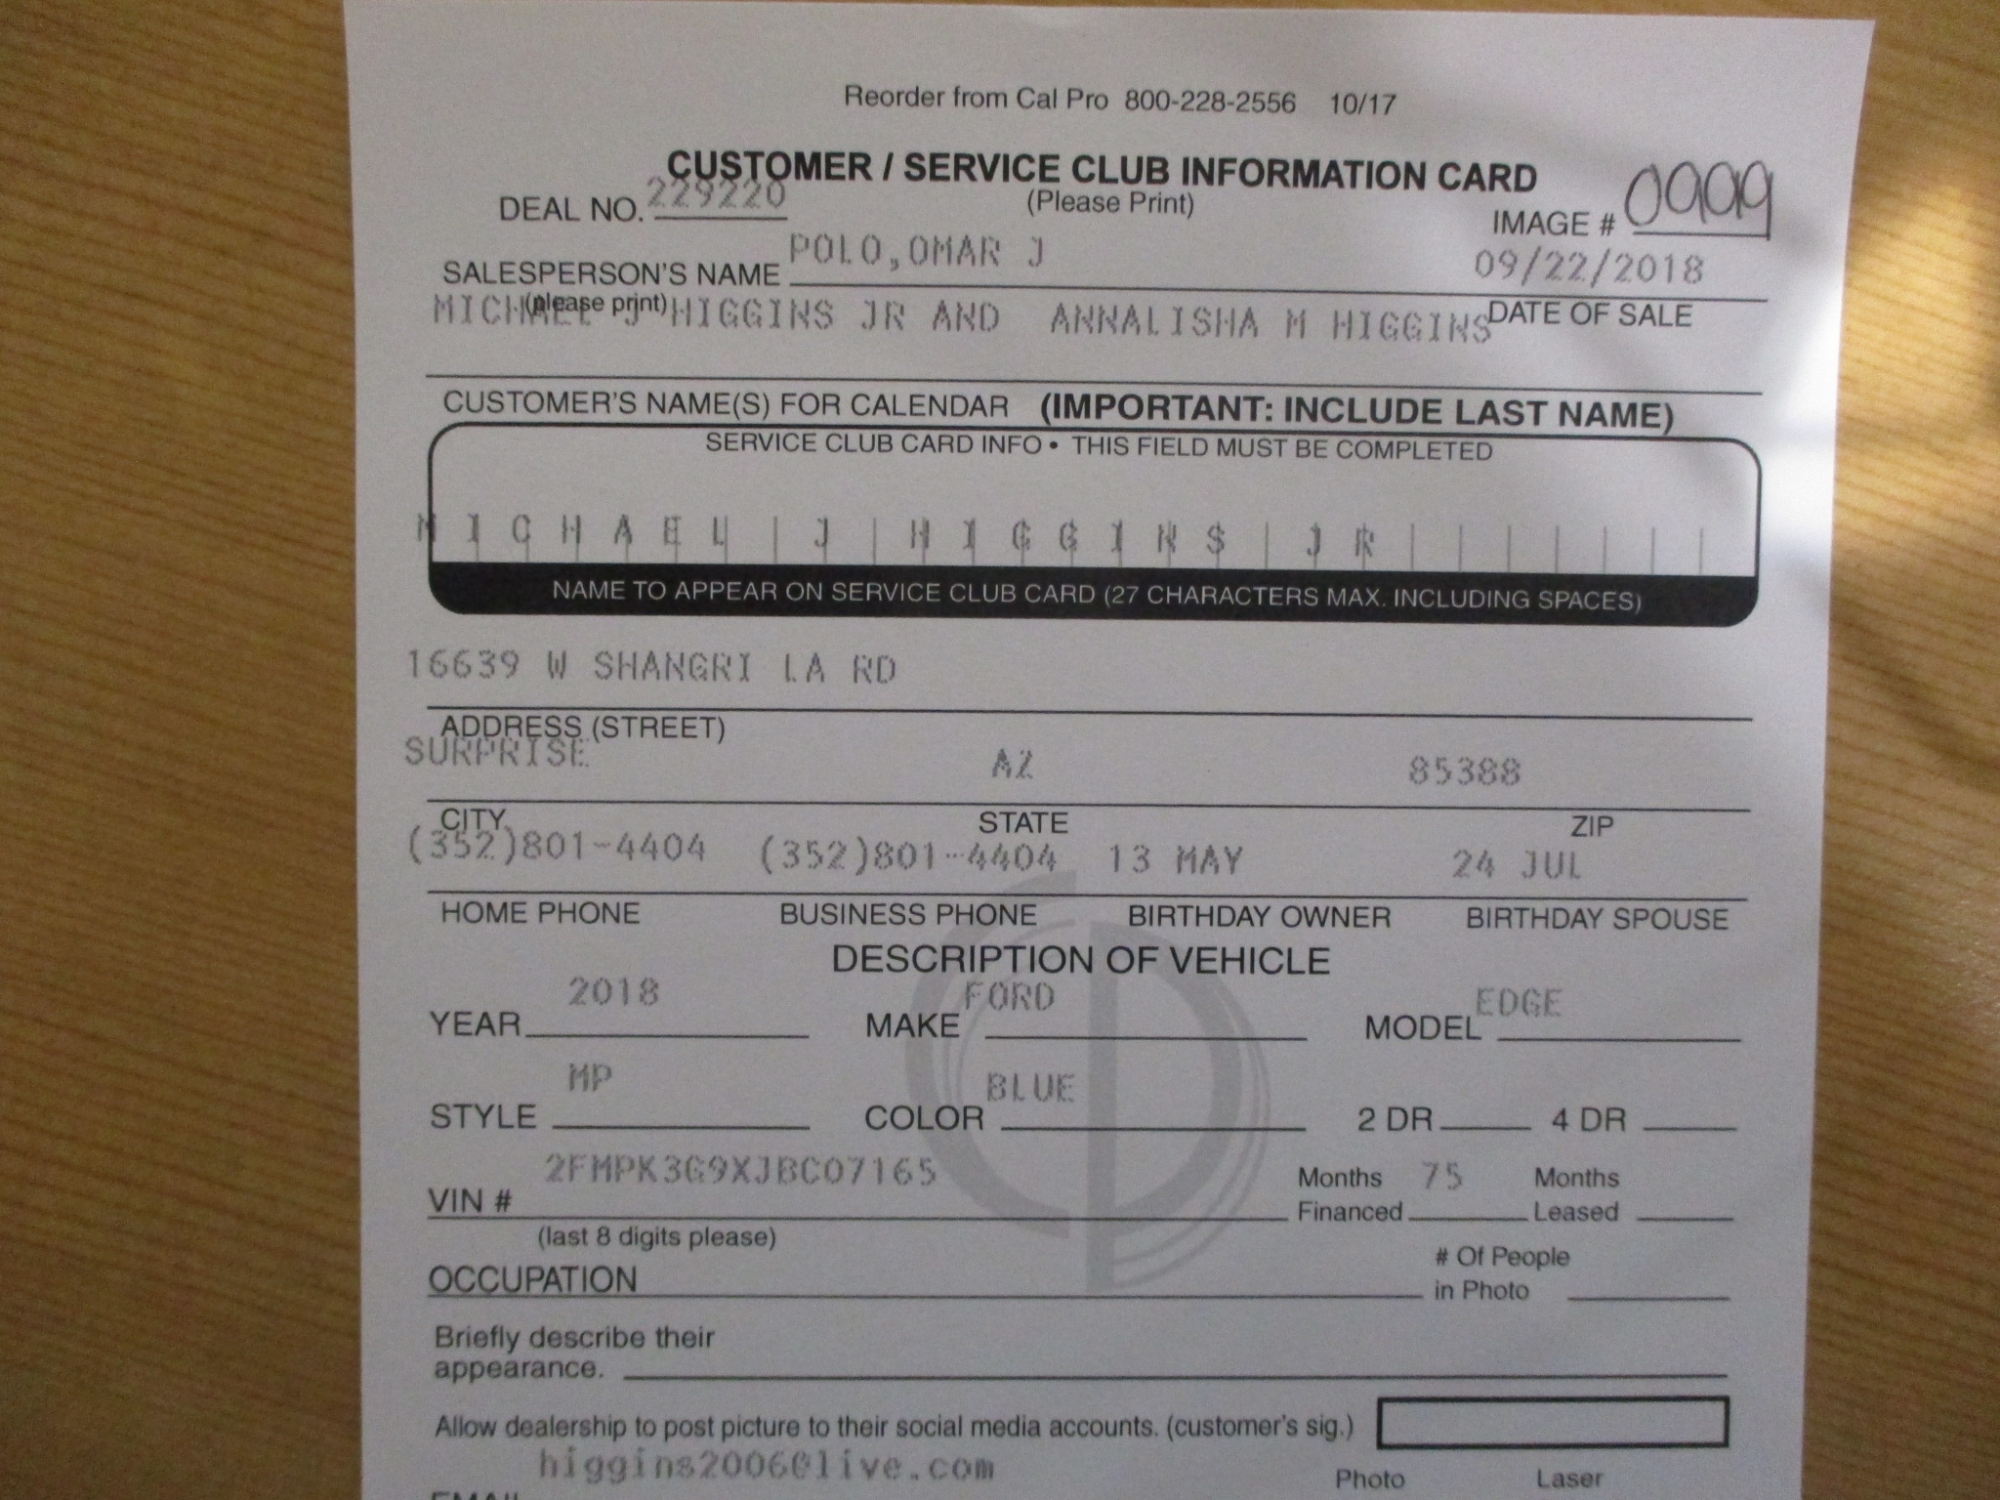 Reorder from Cal Pro 800-228-2556 10/17
CUSTOMER / SERVICE CLUB INFORMATION CARD
DEAL NO. 229220 (Please Print) IMAGE # 0999
SALESPERSON'S NAME POLO,OMAR J 09/22/2018
(please print) DATE OF SALE
MICHAEL J HIGGINS JR AND ANNALISHA M HIGGINS
CUSTOMER'S NAME(S) FOR CALENDAR (IMPORTANT: INCLUDE LAST NAME)
SERVICE CLUB CARD INFO • THIS FIELD MUST BE COMPLETED
MICHAEL J HIGGINS JR
NAME TO APPEAR ON SERVICE CLUB CARD (27 CHARACTERS MAX. INCLUDING SPACES)
16639 W SHANGRI LA RD
ADDRESS (STREET)
SURPRISE AZ 85388
CITY STATE ZIP
(352)801-4404 (352)801-4404 13 MAY 24 JUL
HOME PHONE BUSINESS PHONE BIRTHDAY OWNER BIRTHDAY SPOUSE
DESCRIPTION OF VEHICLE
YEAR 2018 MAKE FORD MODEL EDGE
STYLE MP COLOR BLUE 2 DR 4 DR
VIN # 2FMPK3G9XJBC07165 Months Financed 75 Months Leased
(last 8 digits please)
OCCUPATION # Of People in Photo
Briefly describe their
appearance.
Allow dealership to post picture to their social media accounts. (customer's sig.)
higgins2006@live.com
Photo Laser
EMAIL